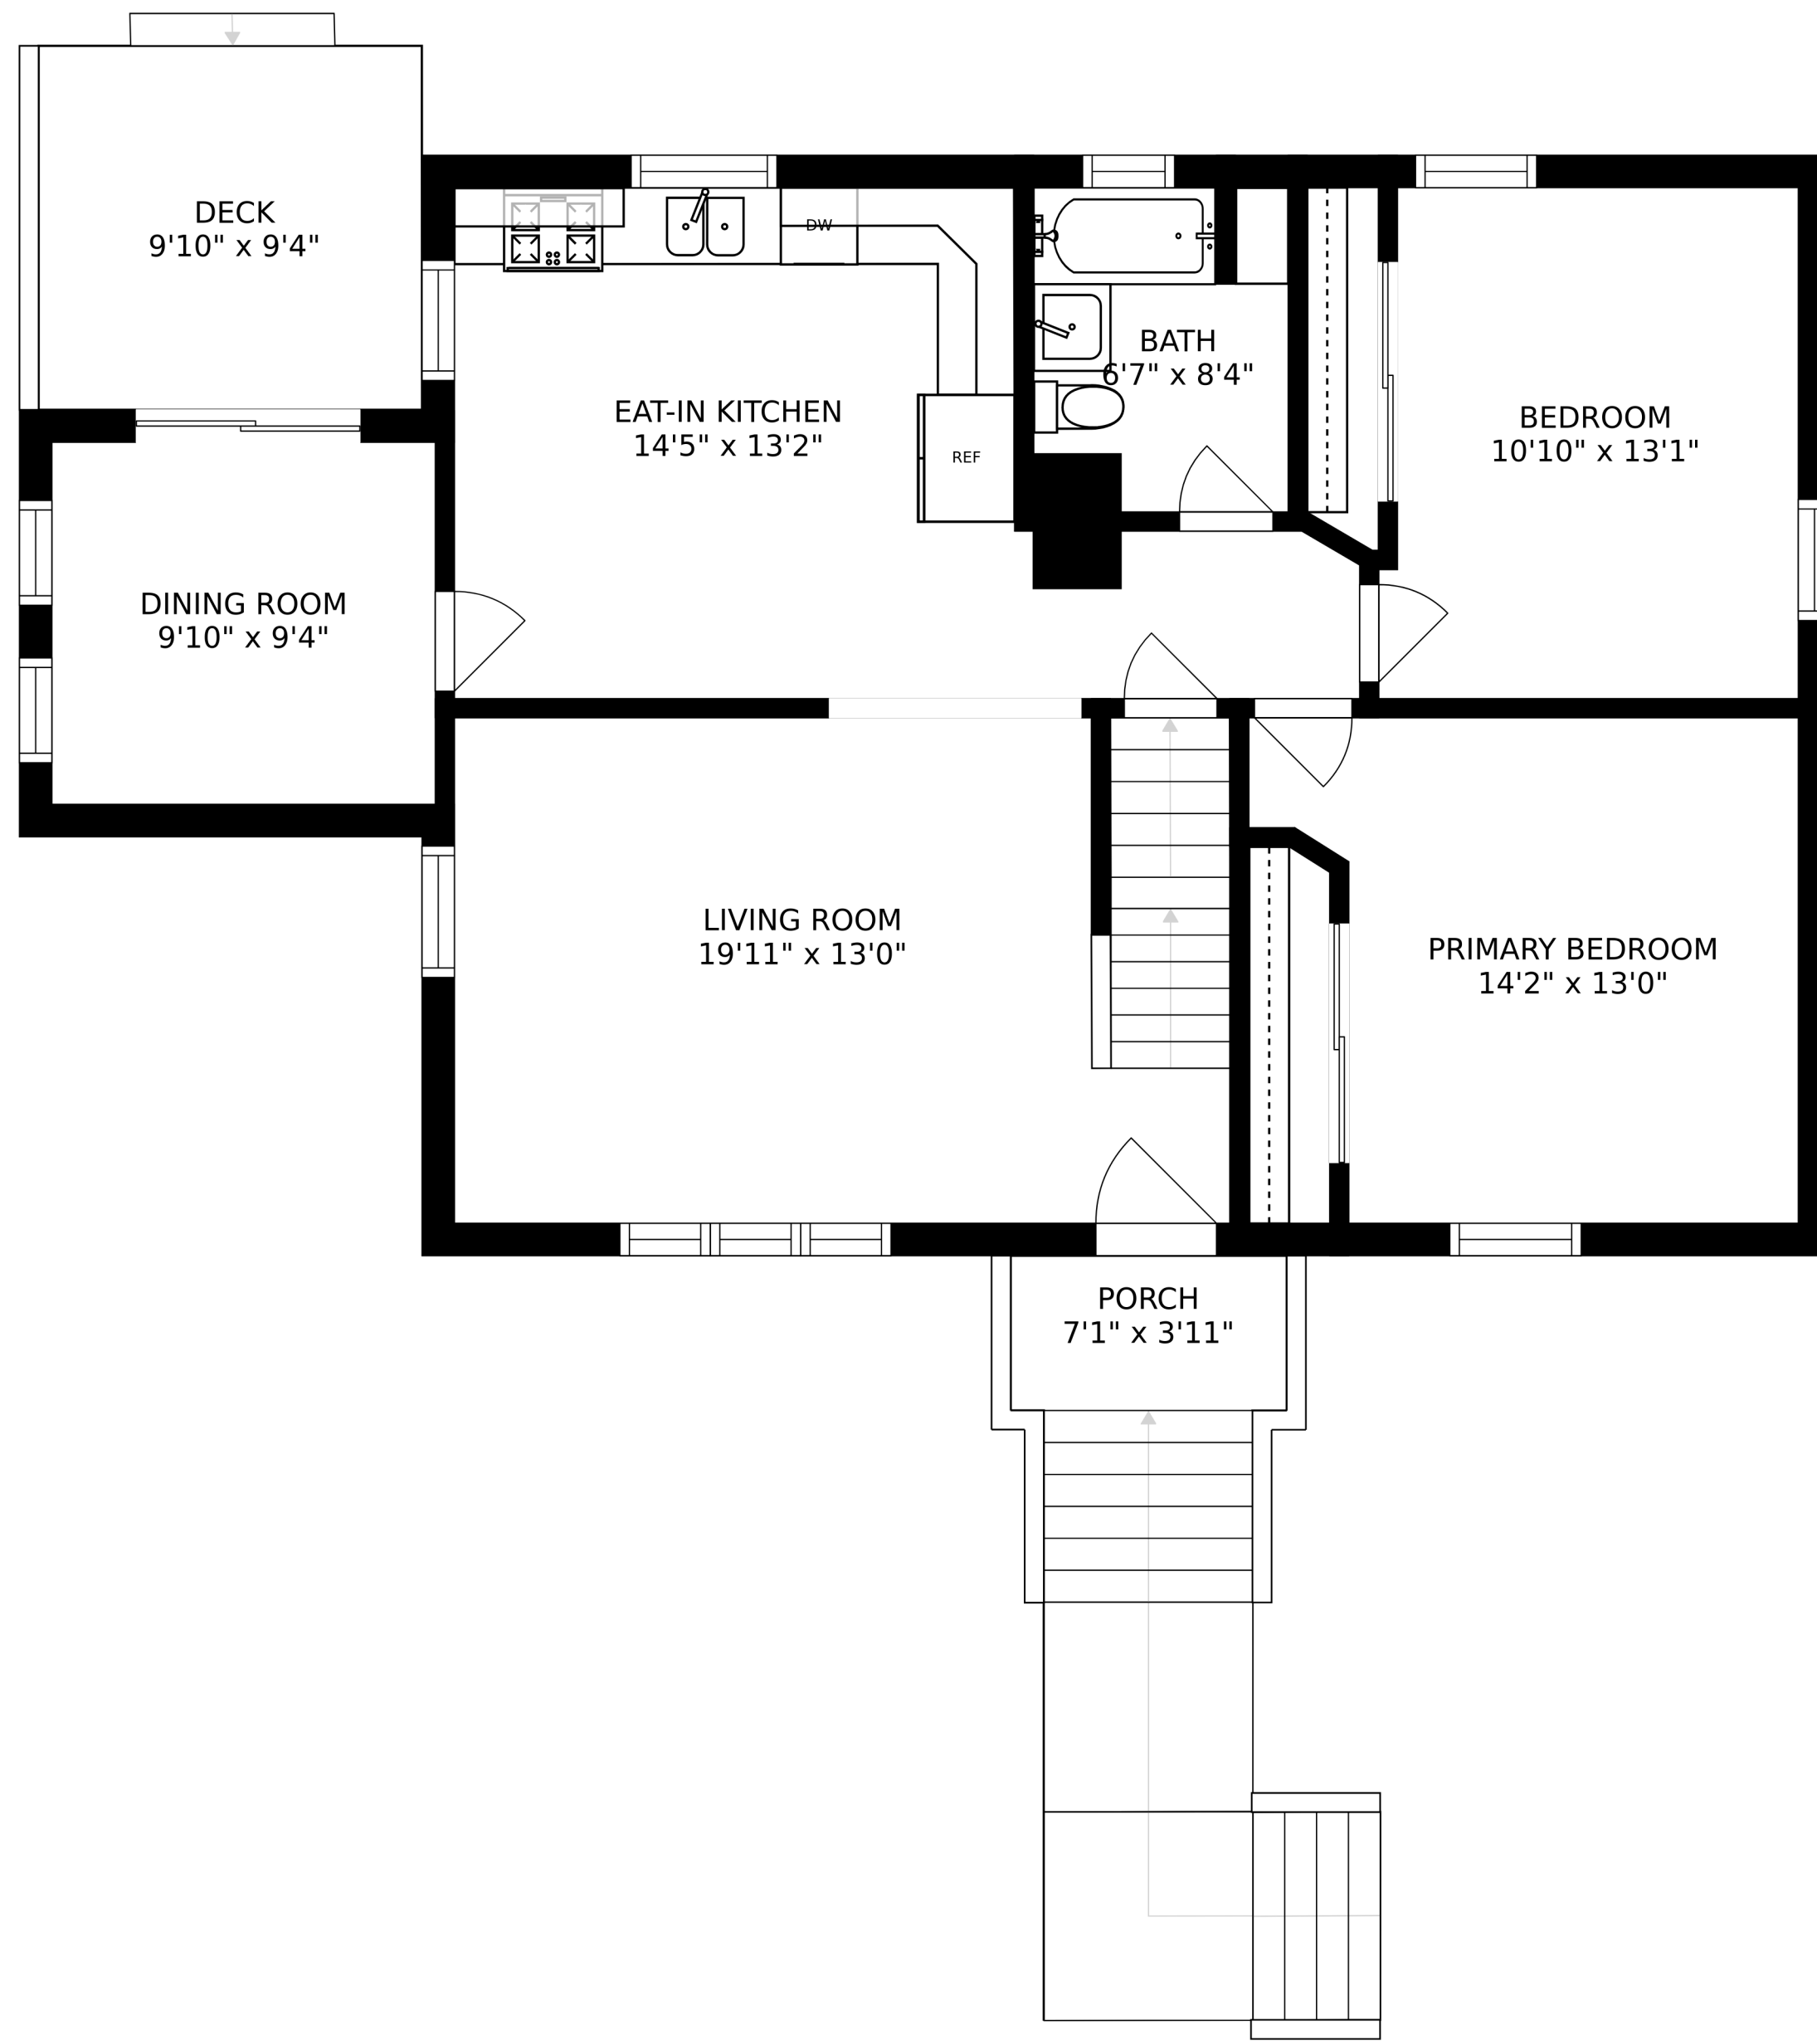 DECK
9'10" x 9'4"
DW
BATH
6'7" x 8'4"
EAT-IN KITCHEN
14'5" x 13'2"
REF
BEDROOM
10'10" x 13'1"
DINING ROOM
9'10" x 9'4"
LIVING ROOM
19'11" x 13'0"
PRIMARY BEDROOM
14'2" x 13'0"
PORCH
7'1" x 3'11"